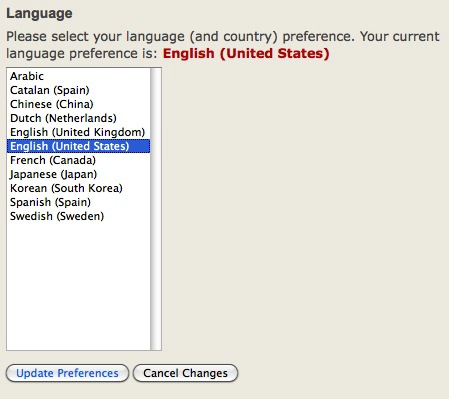 Language
Please select your language (and country) preference. Your current
language preference is: English (United States)
Arabic
Catalan (Spain)
Chinese (China)
Dutch (Netherlands)
English (United Kingdom)
English (United States)
French (Canada)
Japanese (Japan)
Korean (South Korea)
Spanish (Spain)
Swedish (Sweden)
Update Preferences Cancel Changes